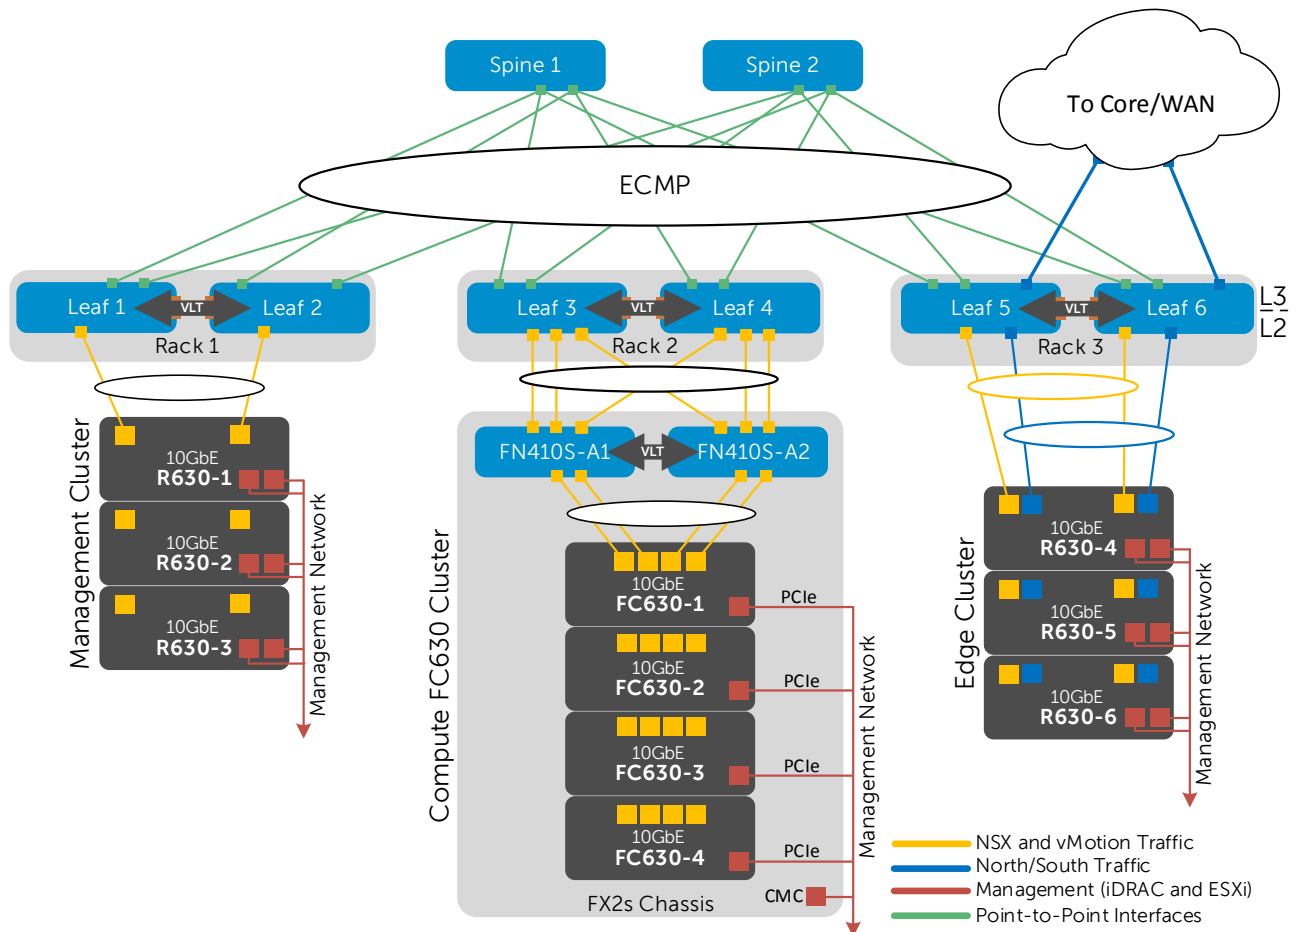 Spine 1
Spine 2
To Core/WAN
ECMP
Leaf 1
VLT
Leaf 2
Rack 1
Leaf 3
VLT
Leaf 4
Rack 2
Leaf 5
VLT
Leaf 6
Rack 3
L3
L2
Management Cluster
10GbE
R630-1
10GbE
R630-2
10GbE
R630-3
Management Network
Compute FC630 Cluster
FN410S-A1
VLT
FN410S-A2
10GbE
FC630-1
PCIe
10GbE
FC630-2
PCIe
10GbE
FC630-3
PCIe
10GbE
FC630-4
PCIe
CMC
FX2s Chassis
Management Network
Edge Cluster
10GbE
R630-4
10GbE
R630-5
10GbE
R630-6
Management Network
NSX and vMotion Traffic
North/South Traffic
Management (iDRAC and ESXi)
Point-to-Point Interfaces